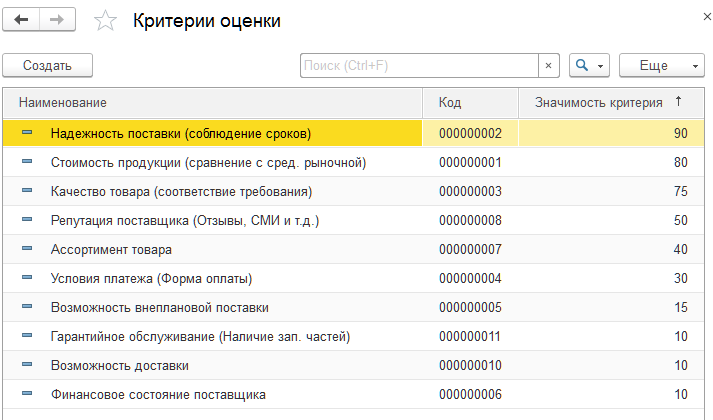 Критерии оценки
Создать Поиск (Ctrl+F) × Еще
Наименование Код Значимость критерия ↑
Надежность поставки (соблюдение сроков) 000000002 90
Стоимость продукции (сравнение с сред. рыночной) 000000001 80
Качество товара (соответствие требования) 000000003 75
Репутация поставщика (Отзывы, СМИ и т.д.) 000000008 50
Ассортимент товара 000000007 40
Условия платежа (Форма оплаты) 000000004 30
Возможность внеплановой поставки 000000005 15
Гарантийное обслуживание (Наличие зап. частей) 000000011 10
Возможность доставки 000000010 10
Финансовое состояние поставщика 000000006 10